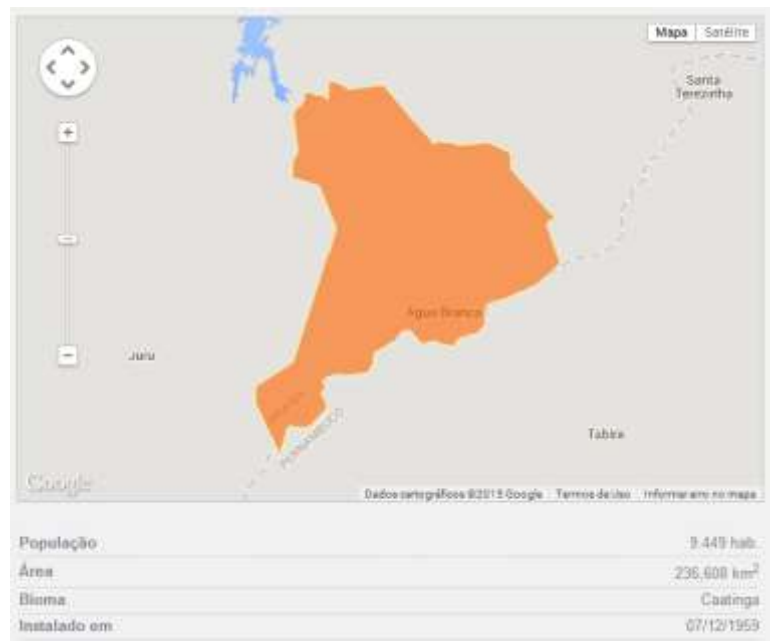 Mapa Satélite
Santa
Terezinha
Água Branca
Juru
PERNAMBUCO
Tabira
Google
Dados cartográficos ©2013 Google Termos de Uso Informar erro no mapa
População 9.449 hab.
Área 236,608 km²
Bioma Caatinga
Instalado em 07/12/1959